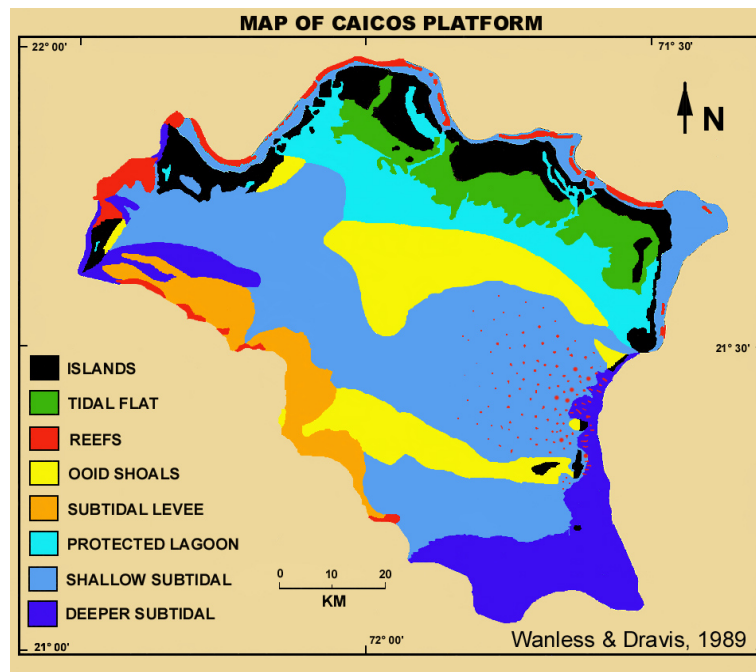 MAP OF CAICOS PLATFORM
22° 00'
71° 30'
N
21° 30'
ISLANDS
TIDAL FLAT
REEFS
OOID SHOALS
SUBTIDAL LEVEE
PROTECTED LAGOON
SHALLOW SUBTIDAL
DEEPER SUBTIDAL
0 10 20
KM
21° 00'
72° 00'
Wanless & Dravis, 1989